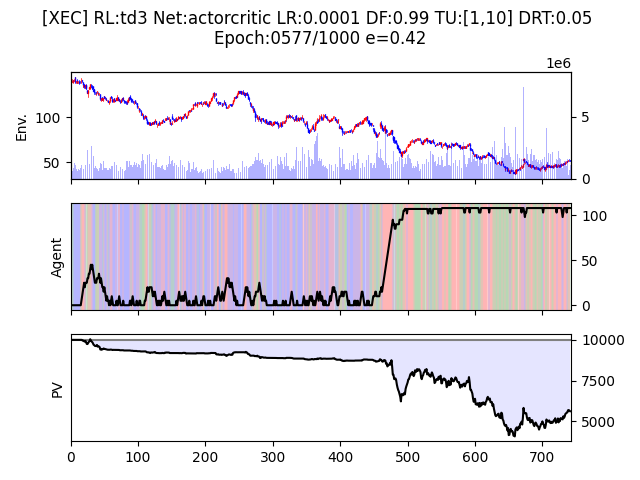 [XEC] RL:td3 Net:actorcritic LR:0.0001 DF:0.99 TU:[1,10] DRT:0.05
Epoch:0577/1000 e=0.42
1e6
Env.
100
50
5
0
Agent
100
50
0
PV
10000
7500
5000
0 100 200 300 400 500 600 700